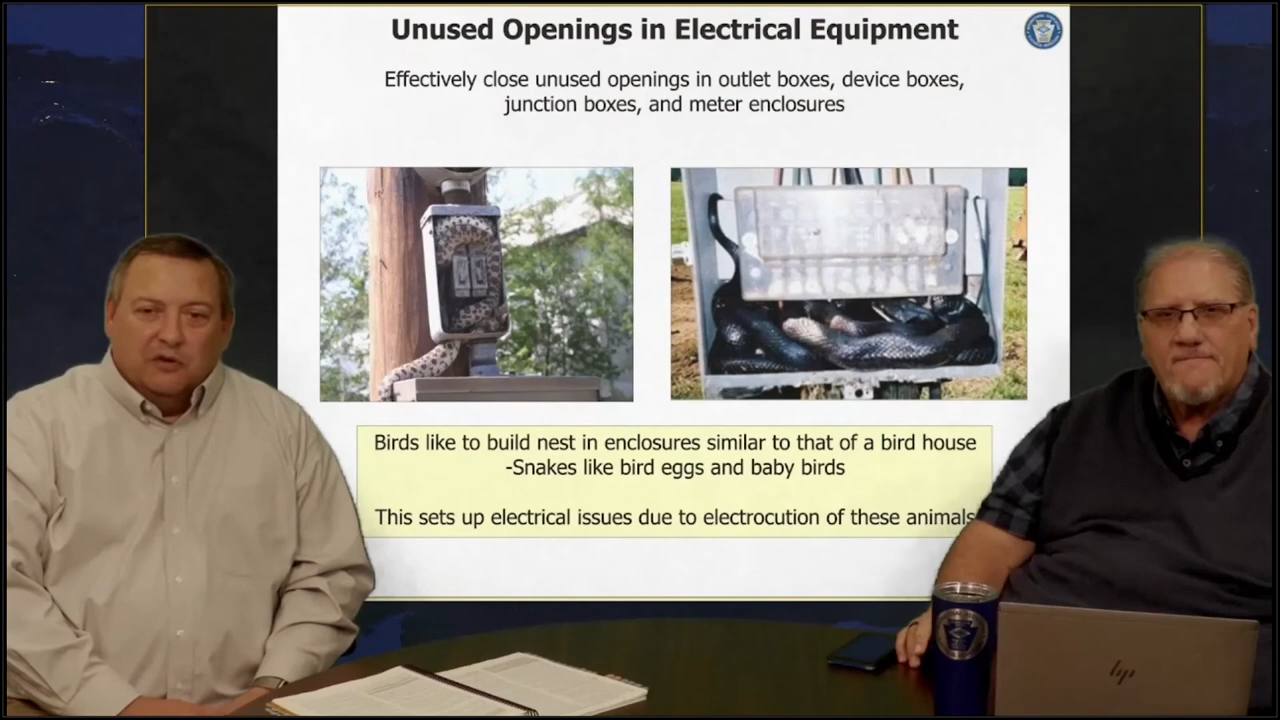 Unused Openings in Electrical Equipment
Effectively close unused openings in outlet boxes, device boxes,
junction boxes, and meter enclosures
Birds like to build nest in enclosures similar to that of a bird house
-Snakes like bird eggs and baby birds
This sets up electrical issues due to electrocution of these animals
hp